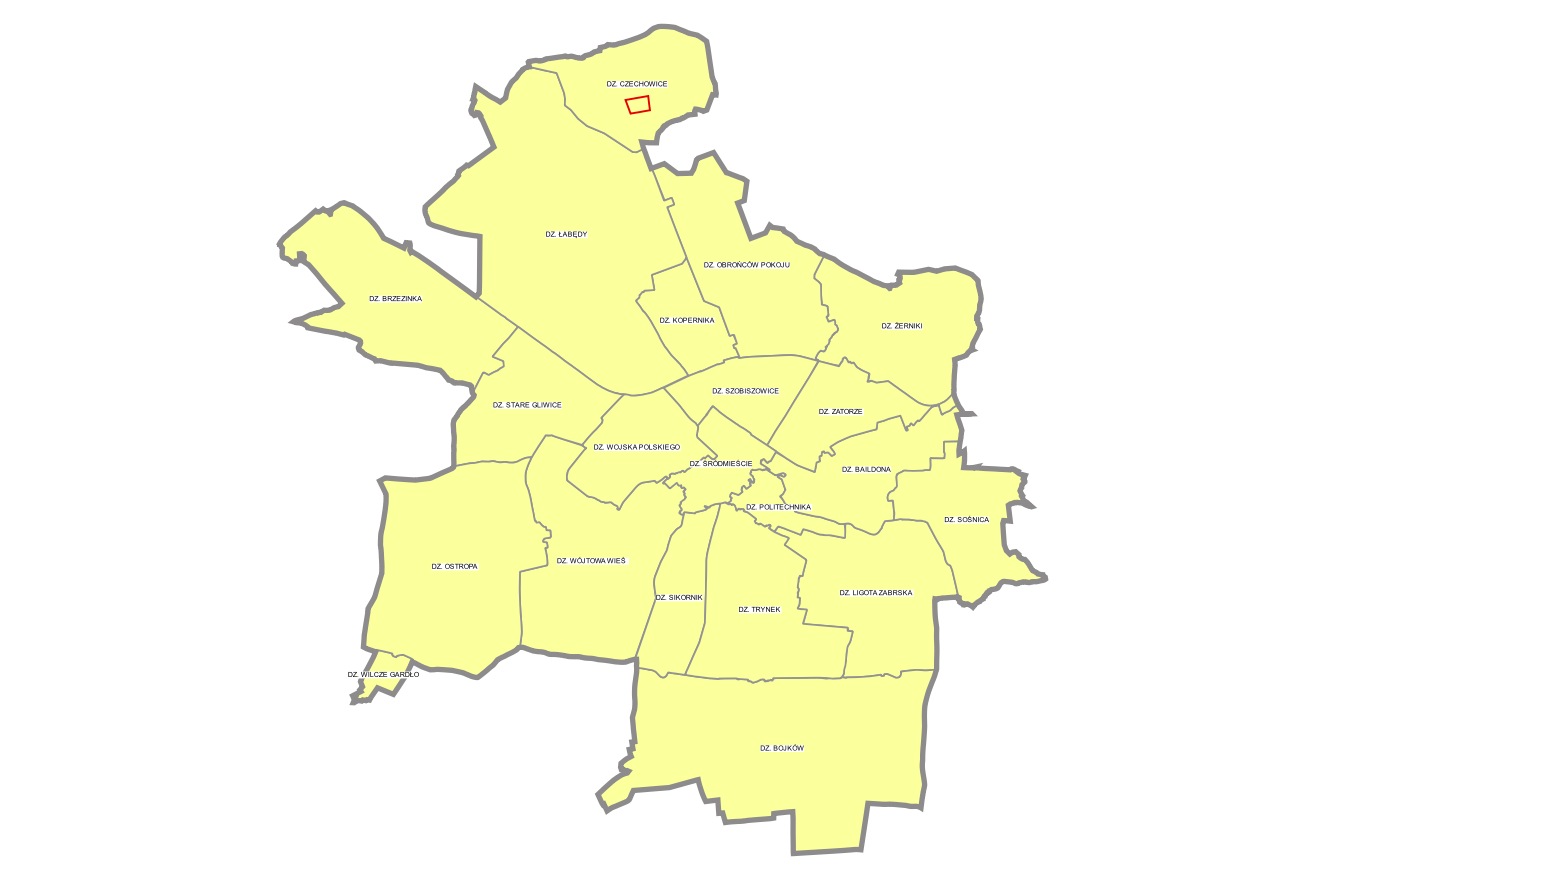 DZ. CZECHOWICE
DZ. ŁABĘDY
DZ. OBROŃCÓW POKOJU
DZ. BRZEZINKA
DZ. KOPERNIKA
DZ. ŻERNIKI
DZ. SZOBISZOWICE
DZ. STARE GLIWICE
DZ. ZATORZE
DZ. WOJSKA POLSKIEGO
DZ. ŚRÓDMIEŚCIE
DZ. BAILDONA
DZ. POLITECHNIKA
DZ. SOŚNICA
DZ. OSTROPA
DZ. WÓJTOWA WIEŚ
DZ. SIKORNIK
DZ. TRYNEK
DZ. LIGOTA ZABRSKA
DZ. WILCZE GARDŁO
DZ. BOJKÓW